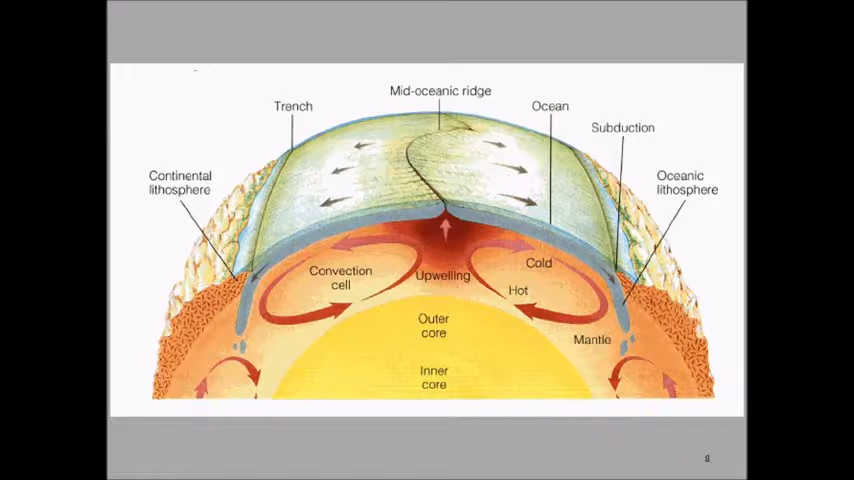 Mid-oceanic ridge
Trench
Ocean
Subduction
Continental
lithosphere
Oceanic
lithosphere
Convection
cell
Upwelling
Cold
Hot
Outer
core
Mantle
Inner
core
8